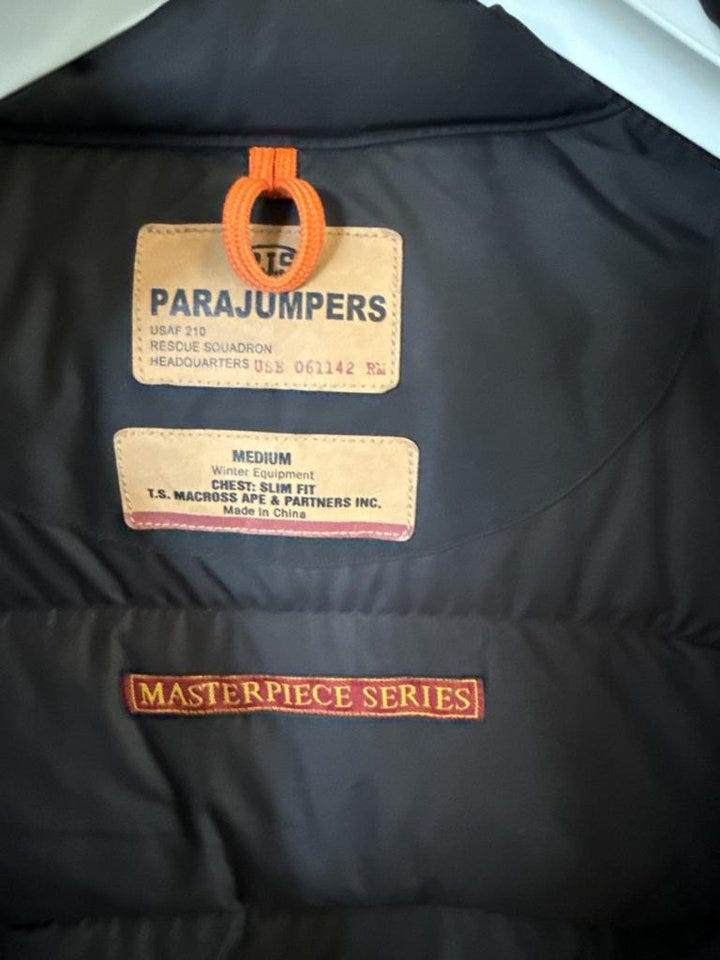 PARAJUMPERS
USAF 210
RESCUE SQUADRON
HEADQUARTERS USE 061142
MEDIUM
Winter Equipment
CHEST: SLIM FIT
T.S. MACROSS APE & PARTNERS INC.
Made in China
MASTERPIECE SERIES